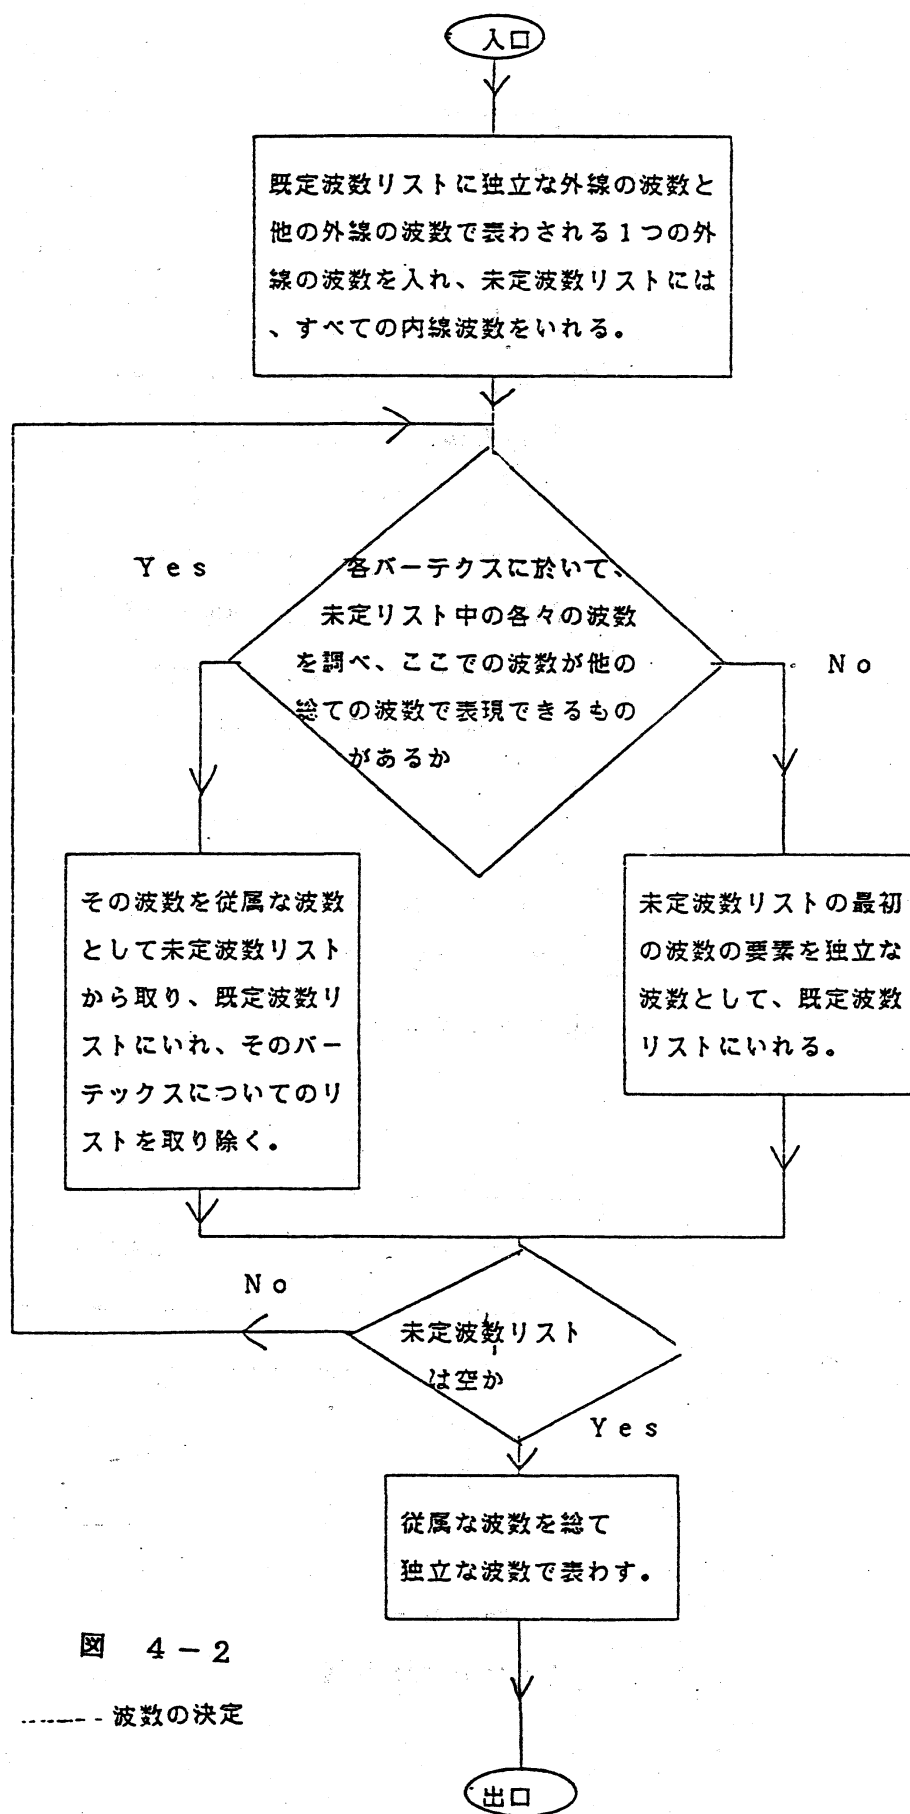 入口
既定波数リストに独立な外線の波数と
他の外線の波数で表わされる1つの外
線の波数を入れ、未定波数リストには
、すべての内線波数をいれる。
Yes
各バーテクスに於いて、
未定リスト中の各々の波数
を調べ、ここでの波数が他の
総ての波数で表現できるもの
があるか
No
その波数を従属な波数
として未定波数リスト
から取り、既定波数リ
ストにいれ、そのバー
テックスについてのリ
ストを取り除く。
未定波数リストの最初
の波数の要素を独立な
波数として、既定波数
リストにいれる。
No
未定波数リスト
は空か
Yes
従属な波数を総て
独立な波数で表わす。
図 4-2
波数の決定
出口